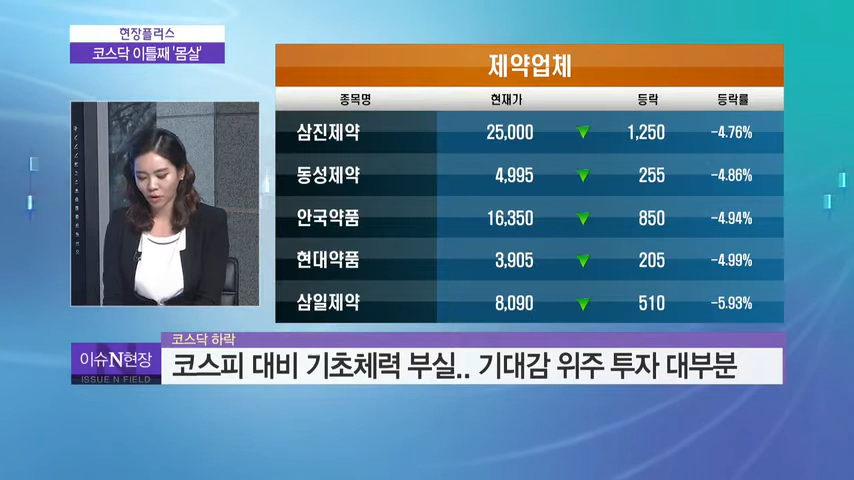 현장플러스
코스닥 이틀째 '몸살'
제약업체
종목명 현재가 등락 등락률
삼진제약 25,000 ▼ 1,250 -4.76%
동성제약 4,995 ▼ 255 -4.86%
안국약품 16,350 ▼ 850 -4.94%
현대약품 3,905 ▼ 205 -4.99%
삼일제약 8,090 ▼ 510 -5.93%
코스닥 하락
이슈N현장
ISSUE N FIELD
코스피 대비 기초체력 부실.. 기대감 위주 투자 대부분